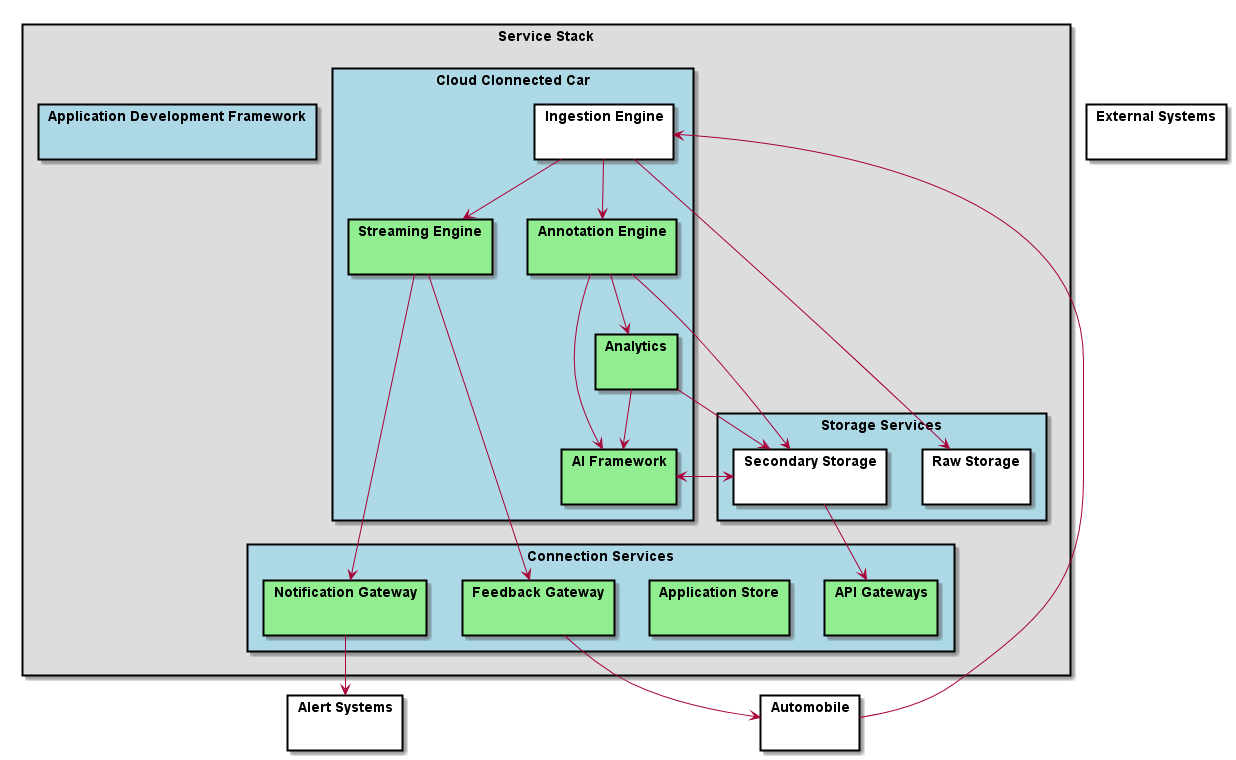 Service Stack
Cloud Clonnected Car
Application Development Framework
Ingestion Engine
External Systems
Streaming Engine
Annotation Engine
Analytics
Storage Services
AI Framework
Secondary Storage
Raw Storage
Connection Services
Notification Gateway
Feedback Gateway
Application Store
API Gateways
Alert Systems
Automobile